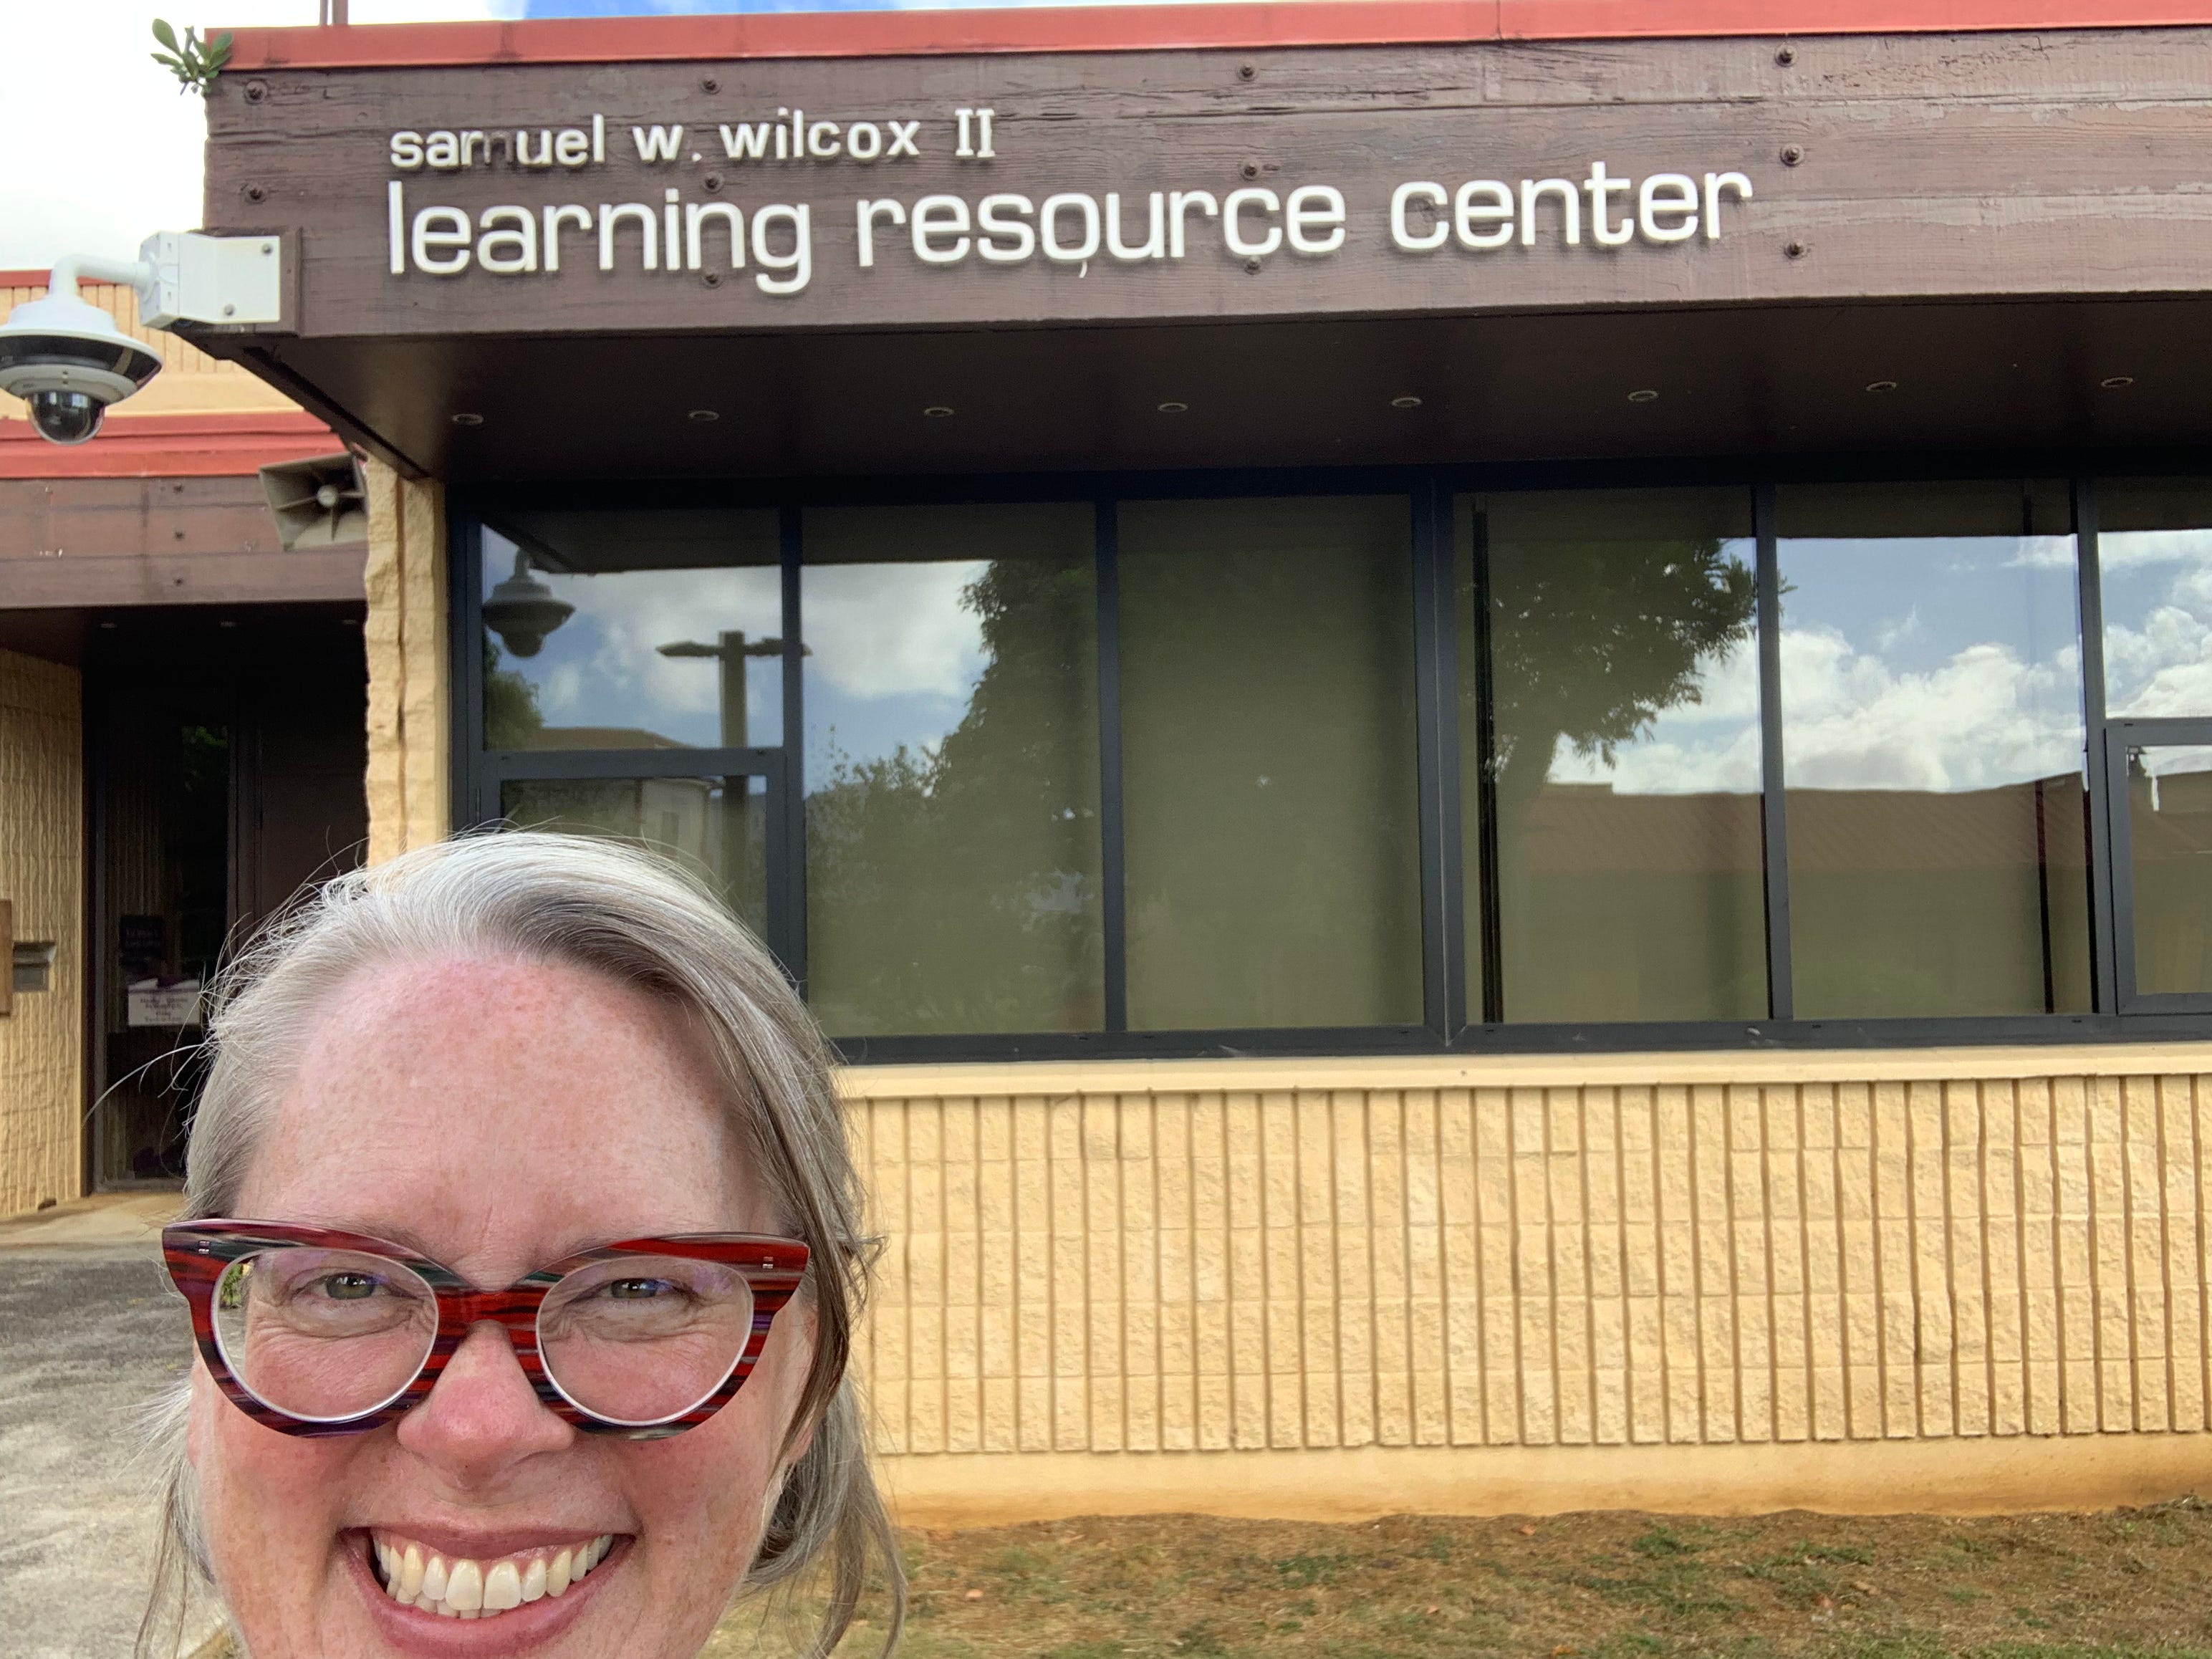 samuel w. wilcox II
learning resource center